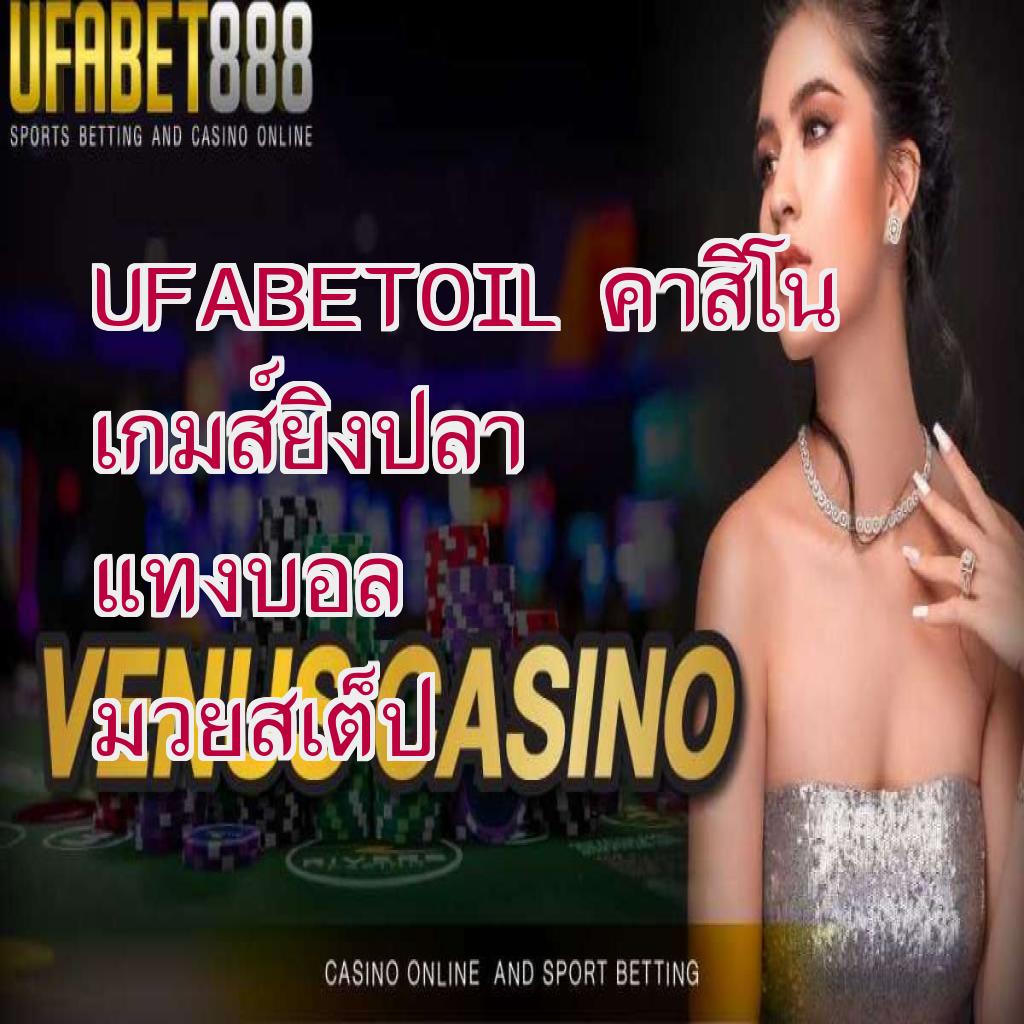 UFABET888
SPORTS BETTING AND CASINO ONLINE
UFABETOIL คาสิโน
เกมส์ยิงปลา
แทงบอล
VENUS CASINO
มวยสเต็ป
CASINO ONLINE AND SPORT BETTING